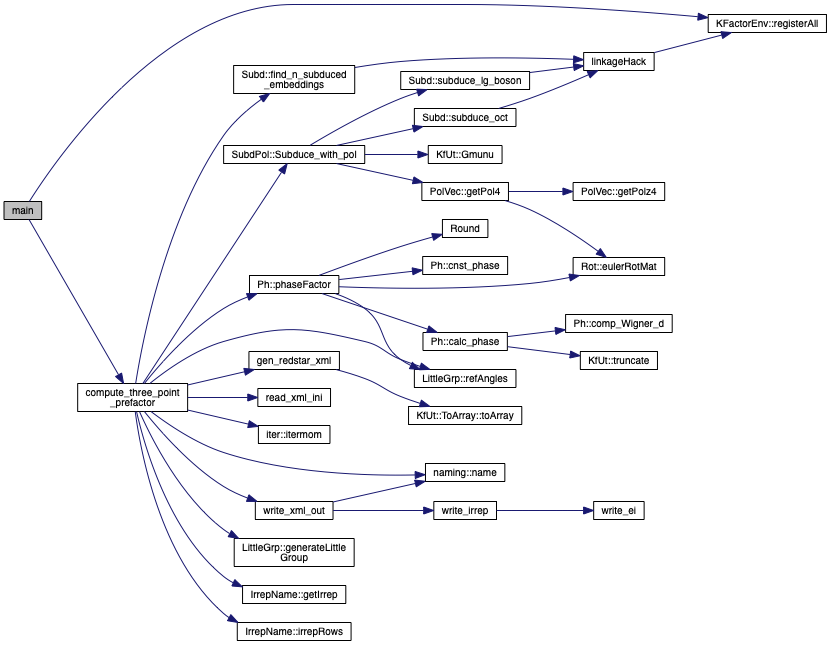 KFactorEnv::registerAll
linkageHack
Subd::find_n_subduced
_embeddings
Subd::subduce_lg_boson
Subd::subduce_oct
SubdPol::Subduce_with_pol
KfUt::Gmunu
PolVec::getPol4
PolVec::getPolz4
main
Round
Ph::cnst_phase
Rot::eulerRotMat
Ph::phaseFactor
Ph::comp_Wigner_d
Ph::calc_phase
KfUt::truncate
gen_redstar_xml
LittleGrp::refAngles
compute_three_point
_prefactor
read_xml_ini
KfUt::ToArray::toArray
iter::itermom
naming::name
write_xml_out
write_irrep
write_ei
LittleGrp::generateLittle
Group
IrrepName::getIrrep
IrrepName::irrepRows